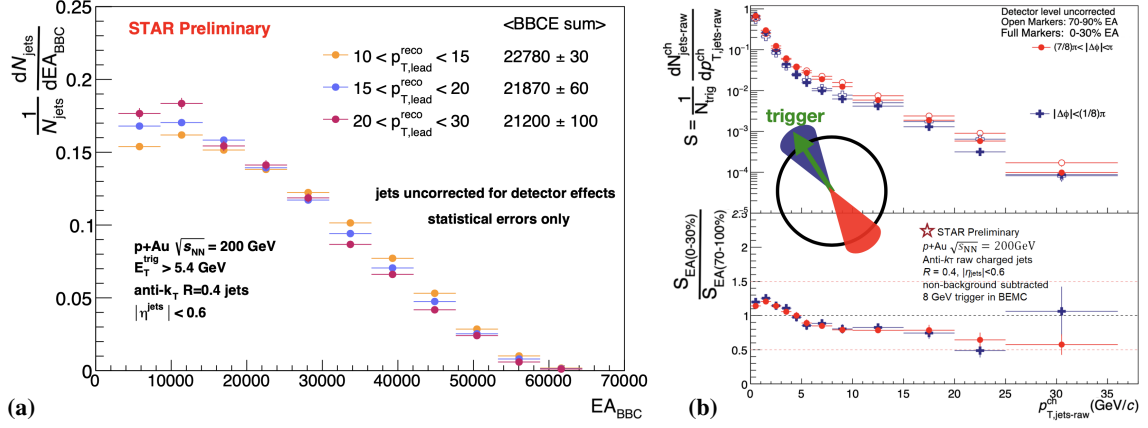 STAR Preliminary
<BBCE sum>
10 < p^reco_T,lead < 15 22780 ± 30
15 < p^reco_T,lead < 20 21870 ± 60
20 < p^reco_T,lead < 30 21200 ± 100
jets uncorrected for detector effects
statistical errors only
p+Au √s_NN = 200 GeV
E_T^trig > 5.4 GeV
anti-k_T R=0.4 jets
|η^jets| < 0.6
1/N_jets dN_jets/dEA_BBC
0.25
0.2
0.15
0.1
0.05
0
0 10000 20000 30000 40000 50000 60000 70000
EA_BBC
(a)
Detector level uncorrected
Open Markers: 70-90% EA
Full Markers: 0-30% EA
(7/8)π<|Δφ|<π
|Δφ|<(1/8)π
trigger
S = 1/N_trig dN^ch_jets-raw/dp^ch_T,jets-raw
1
10⁻¹
10⁻²
10⁻³
10⁻⁴
S_EA(0-30%)/S_EA(70-100%)
2.5
2
1.5
1
0.5
0
STAR Preliminary
p+Au √s_NN = 200GeV
Anti-kT raw charged jets
R = 0.4, |η_jets|<0.6
non-background subtracted
8 GeV trigger in BEMC
0 5 10 15 20 25 30 35
p^ch_T,jets-raw (GeV/c)
(b)